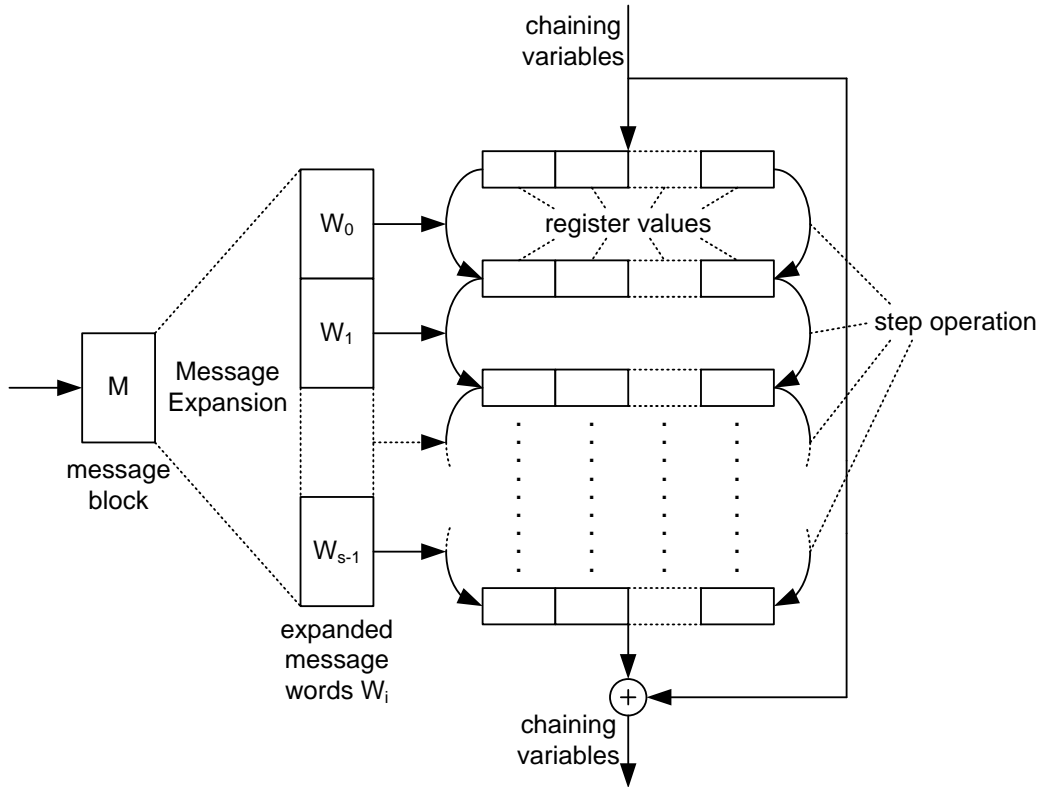 chaining
variables
W₀
register values
W₁
step operation
M
Message
Expansion
message
block
Wₛ₋₁
expanded
message
words Wᵢ
+
chaining
variables